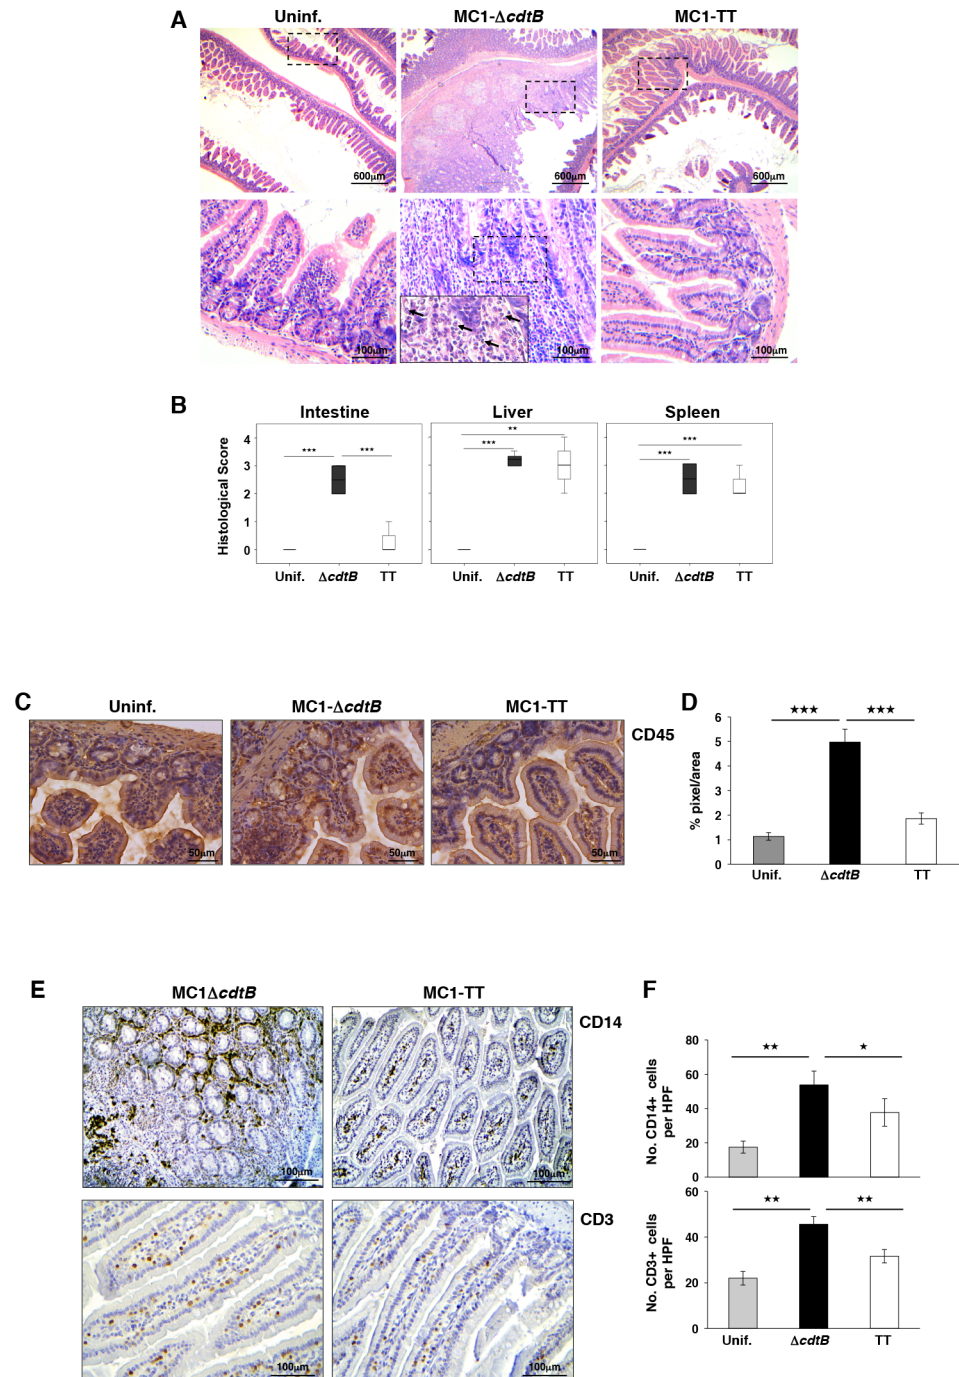 A
Uninf. MC1-ΔcdtB MC1-TT
600µm 600µm 600µm
100µm 100µm 100µm
B
Intestine Liver Spleen
Histological Score
4
3
2
1
0
*** *** *** ** *** ***
Unif. ΔcdtB TT Unif. ΔcdtB TT Unif. ΔcdtB TT
C
Uninf. MC1-ΔcdtB MC1-TT
CD45
50µm 50µm 50µm
D
% pixel/area
6
5
4
3
2
1
0
★★★ ★★★
Unif. ΔcdtB TT
E
MC1ΔcdtB MC1-TT
CD14
100µm 100µm
CD3
100µm 100µm
F
No. CD14+ cells
per HPF
80
60
40
20
0
★★ ★
No. CD3+ cells
per HPF
60
40
20
0
★★ ★★
Unif. ΔcdtB TT